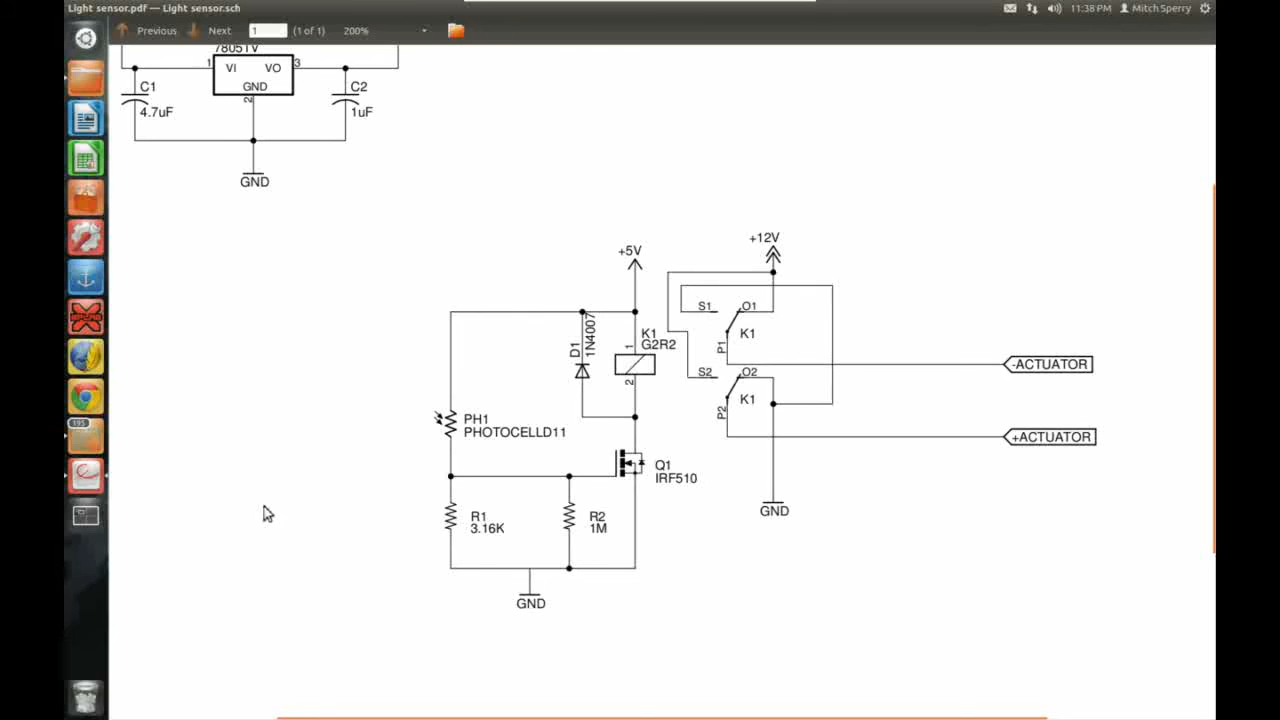 Light sensor.pdf — Light sensor.sch
11:38 PM
Mitch Sperry
Previous
Next
1
(1 of 1)
200%
7805TV
1
VI
VO
3
GND
2
C1
4.7uF
C2
1uF
GND
+5V
+12V
D1
1N4007
K1
G2R2
1
2
S1
O1
K1
P1
S2
O2
K1
P2
-ACTUATOR
+ACTUATOR
PH1
PHOTOCELLD11
Q1
IRF510
R1
3.16K
R2
1M
GND
GND
195